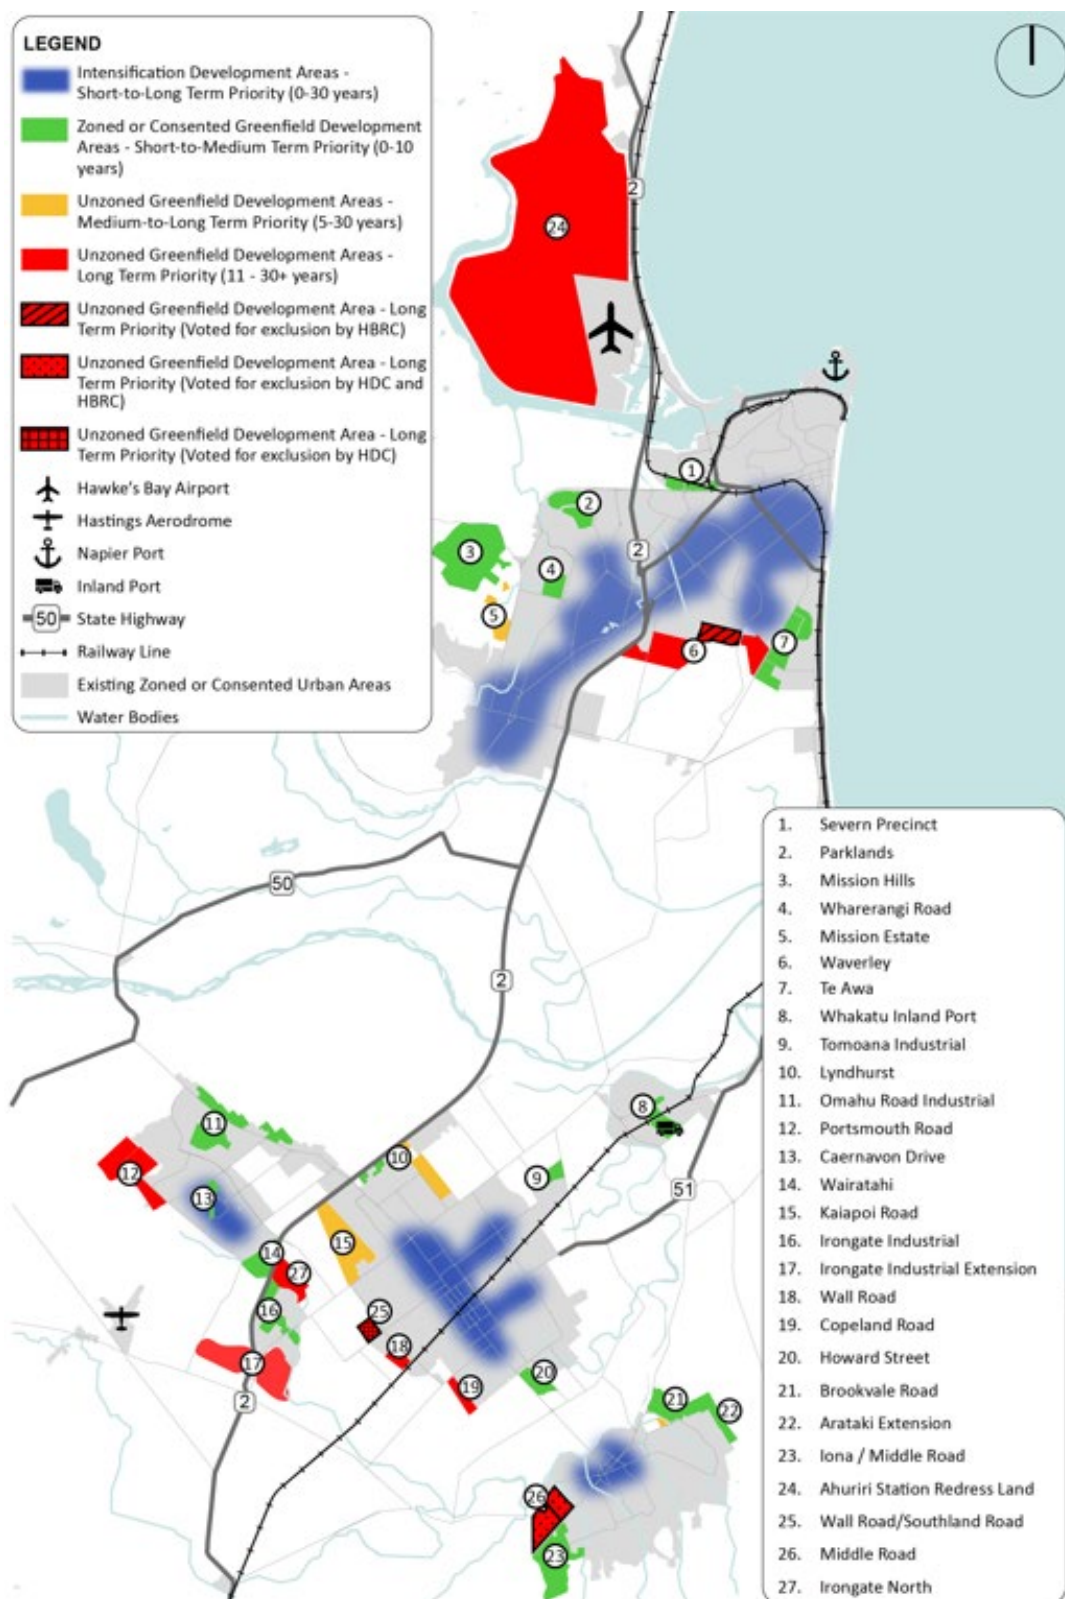 LEGEND
Intensification Development Areas -
Short-to-Long Term Priority (0-30 years)
Zoned or Consented Greenfield Development
Areas - Short-to-Medium Term Priority (0-10
years)
Unzoned Greenfield Development Areas -
Medium-to-Long Term Priority (5-30 years)
Unzoned Greenfield Development Areas -
Long Term Priority (11 - 30+ years)
Unzoned Greenfield Development Area - Long
Term Priority (Voted for exclusion by HBRC)
Unzoned Greenfield Development Area - Long
Term Priority (Voted for exclusion by HDC and
HBRC)
Unzoned Greenfield Development Area - Long
Term Priority (Voted for exclusion by HDC)
Hawke's Bay Airport
Hastings Aerodrome
Napier Port
Inland Port
50 State Highway
Railway Line
Existing Zoned or Consented Urban Areas
Water Bodies
2
24
1
2
2
3
4
5
6
7
50
2
8
11
10
9
12
13
51
14
15
27
16
25
18
17
19
20
2
21
22
26
23
1. Severn Precinct
2. Parklands
3. Mission Hills
4. Wharerangi Road
5. Mission Estate
6. Waverley
7. Te Awa
8. Whakatu Inland Port
9. Tomoana Industrial
10. Lyndhurst
11. Omahu Road Industrial
12. Portsmouth Road
13. Caernavon Drive
14. Wairatahi
15. Kaiapoi Road
16. Irongate Industrial
17. Irongate Industrial Extension
18. Wall Road
19. Copeland Road
20. Howard Street
21. Brookvale Road
22. Arataki Extension
23. Iona / Middle Road
24. Ahuriri Station Redress Land
25. Wall Road/Southland Road
26. Middle Road
27. Irongate North